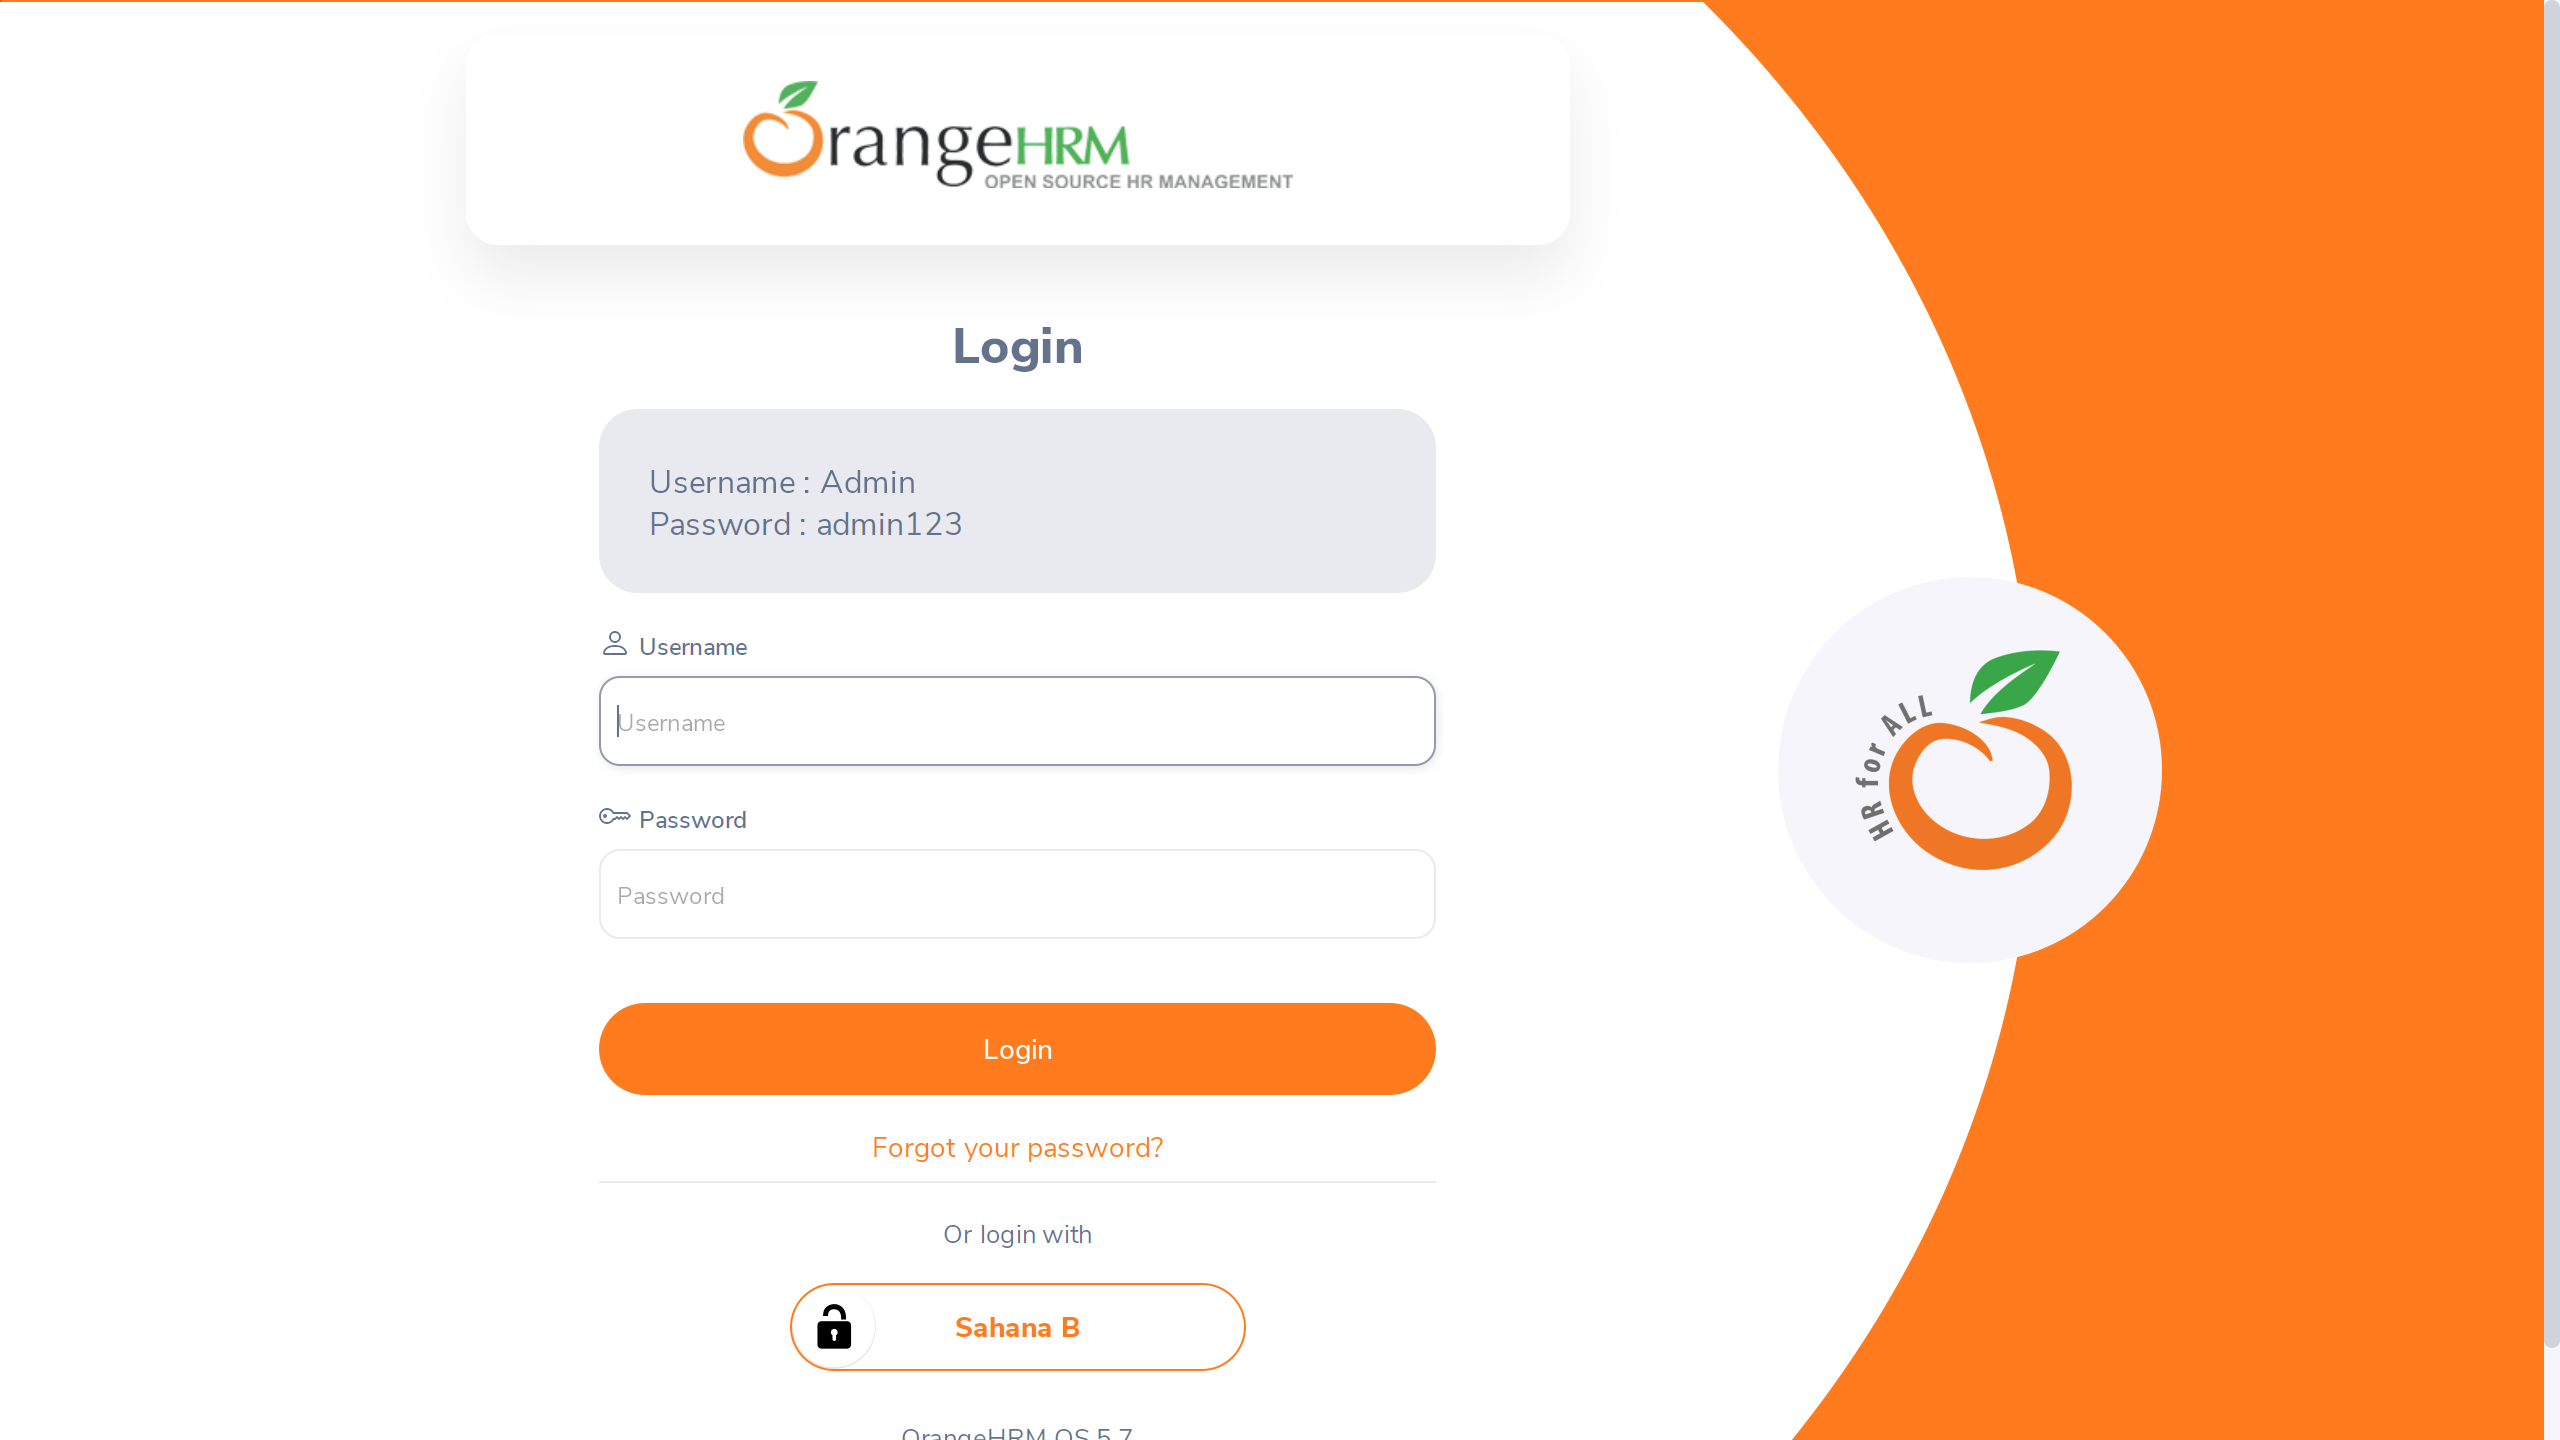 OrangeHRM
OPEN SOURCE HR MANAGEMENT
Login
Username : Admin
Password : admin123
Username
Username
Password
Password
HR for ALL
Login
Forgot your password?
Or login with
Sahana B
OrangeHRM OS 5.7